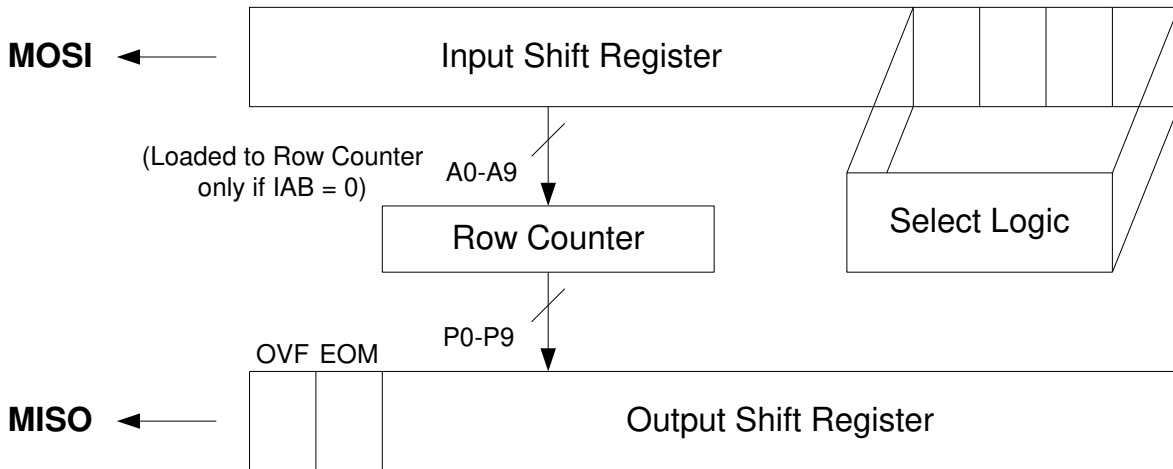 MOSI
Input Shift Register
(Loaded to Row Counter
only if IAB = 0)
A0-A9
Select Logic
Row Counter
P0-P9
OVF EOM
MISO
Output Shift Register